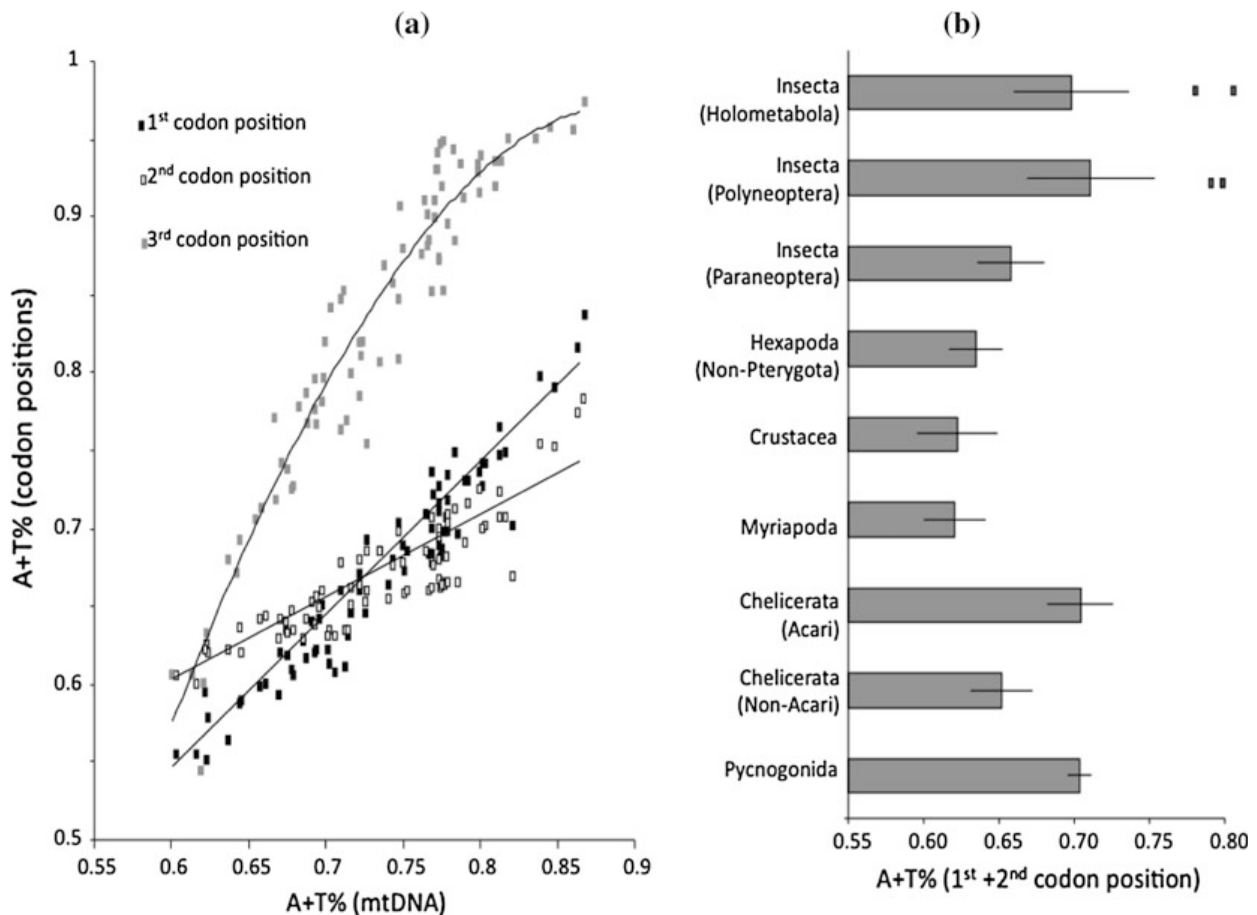 (a)
1
0.9
0.8
0.7
0.6
0.5
A+T% (codon positions)
1st codon position
2nd codon position
3rd codon position
0.55 0.6 0.65 0.7 0.75 0.8 0.85 0.9
A+T% (mtDNA)
(b)
Insecta
(Holometabola)
Insecta
(Polyneoptera)
Insecta
(Paraneoptera)
Hexapoda
(Non-Pterygota)
Crustacea
Myriapoda
Chelicerata
(Acari)
Chelicerata
(Non-Acari)
Pycnogonida
0.55 0.60 0.65 0.70 0.75 0.80
A+T% (1st +2nd codon position)